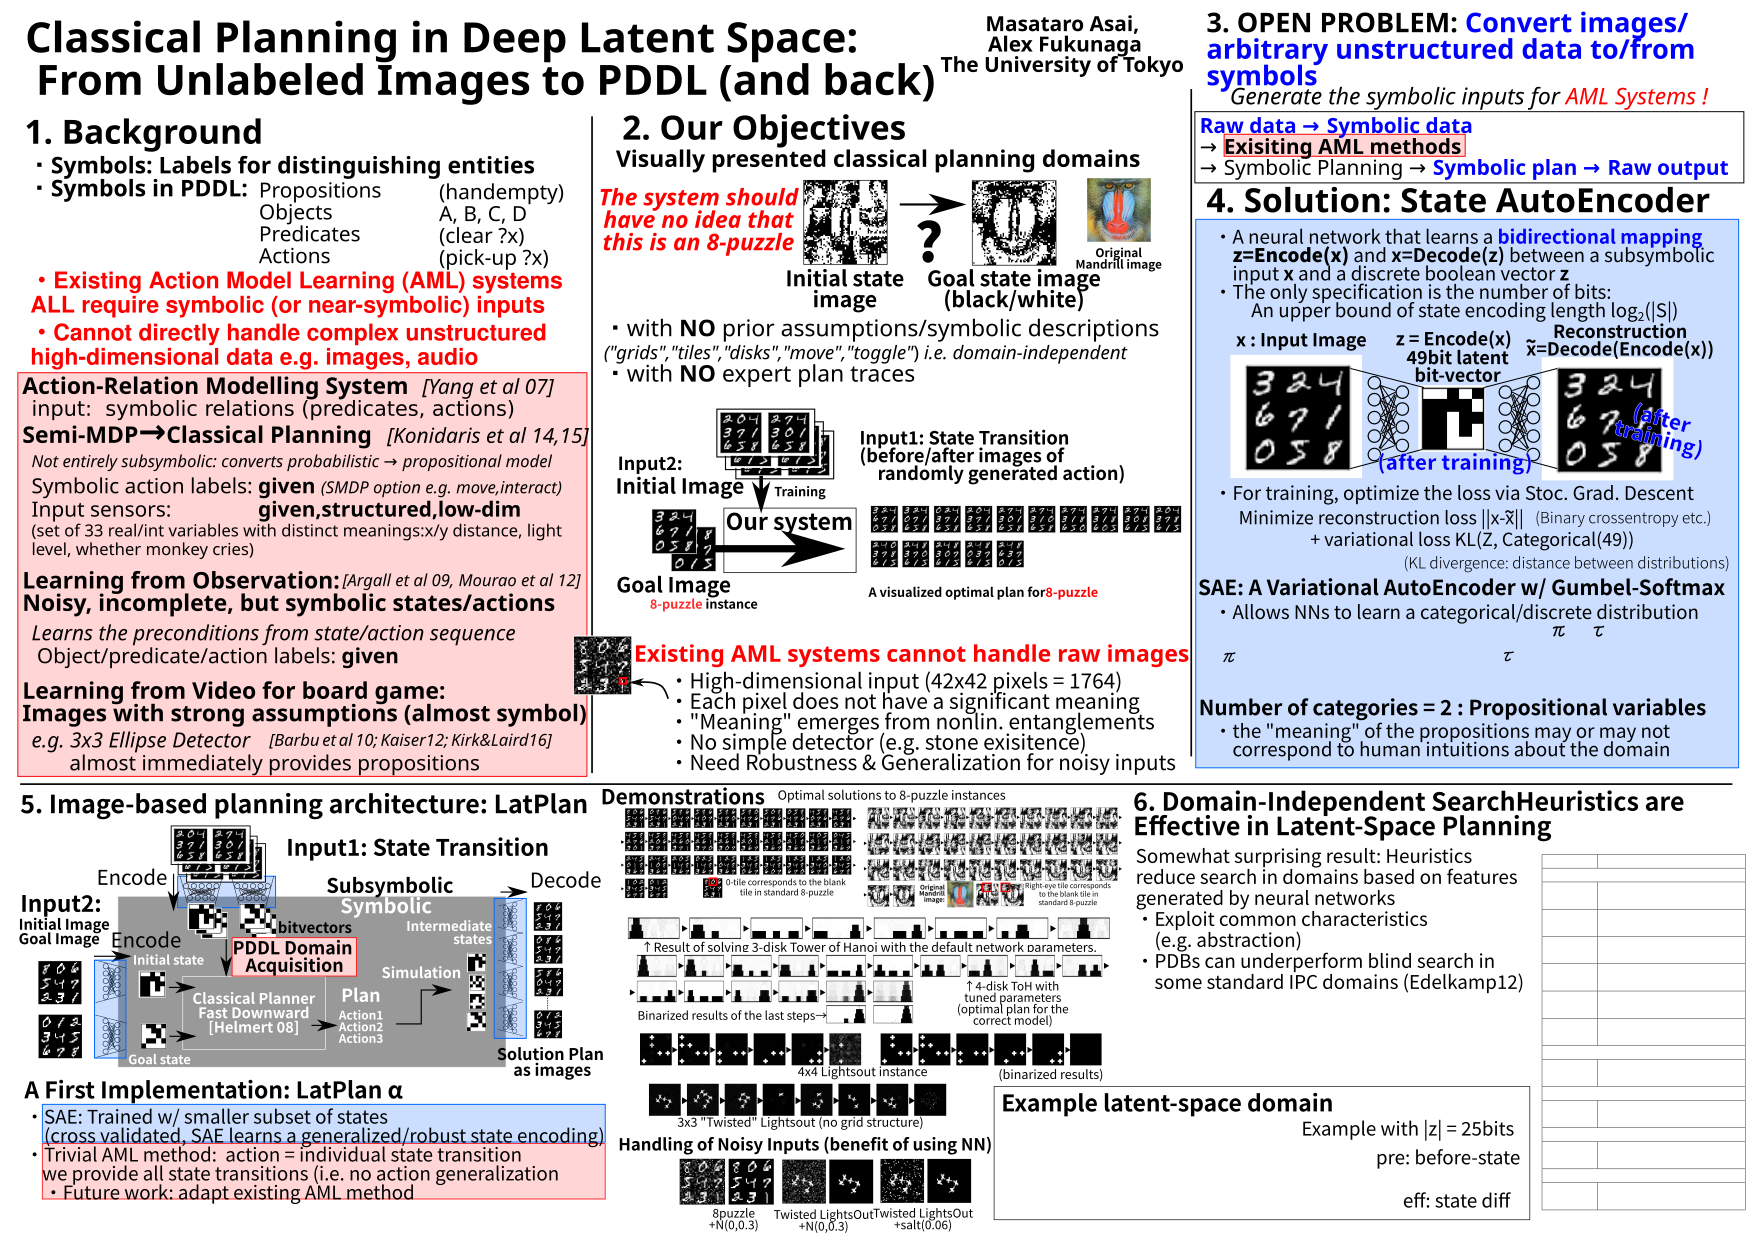 Classical Planning in Deep Latent Space:
From Unlabeled Images to PDDL (and back)
Masataro Asai,
Alex Fukunaga
The University of Tokyo
1. Background
・Symbols: Labels for distinguishing entities
・Symbols in PDDL:
Propositions (handempty)
Objects A, B, C, D
Predicates (clear ?x)
Actions (pick-up ?x)
・Existing Action Model Learning (AML) systems
ALL require symbolic (or near-symbolic) inputs
・Cannot directly handle complex unstructured
high-dimensional data e.g. images, audio
Action-Relation Modelling System [Yang et al 07]
input: symbolic relations (predicates, actions)
Semi-MDP→Classical Planning [Konidaris et al 14,15]
Not entirely subsymbolic: converts probabilistic → propositional model
Symbolic action labels: given (SMDP option e.g. move,interact)
Input sensors: given,structured,low-dim
(set of 33 real/int variables with distinct meanings:x/y distance, light
level, whether monkey cries)
Learning from Observation: [Argall et al 09, Mourao et al 12]
Noisy, incomplete, but symbolic states/actions
Learns the preconditions from state/action sequence
Object/predicate/action labels: given
Learning from Video for board game:
Images with strong assumptions (almost symbol)
e.g. 3x3 Ellipse Detector [Barbu et al 10; Kaiser12; Kirk&Laird16]
almost immediately provides propositions
2. Our Objectives
Visually presented classical planning domains
The system should
have no idea that
this is an 8-puzzle
?
Original
Mandrill image
Initial state
image
Goal state image
(black/white)
・with NO prior assumptions/symbolic descriptions
("grids","tiles","disks","move","toggle") i.e. domain-independent
・with NO expert plan traces
Input1: State Transition
(before/after images of
randomly generated action)
Input2:
Initial Image
Training
Our system
Goal Image
8-puzzle instance
A visualized optimal plan for8-puzzle
Existing AML systems cannot handle raw images
・High-dimensional input (42x42 pixels = 1764)
・Each pixel does not have a significant meaning
・"Meaning" emerges from nonlin. entanglements
・No simple detector (e.g. stone exisitence)
・Need Robustness & Generalization for noisy inputs
3. OPEN PROBLEM: Convert images/
arbitrary unstructured data to/from
symbols
Generate the symbolic inputs for AML Systems !
Raw data → Symbolic data
→ Exisiting AML methods
→ Symbolic Planning → Symbolic plan → Raw output
4. Solution: State AutoEncoder
・A neural network that learns a bidirectional mapping
z=Encode(x) and x=Decode(z) between a subsymbolic
input x and a discrete boolean vector z
・The only specification is the number of bits:
An upper bound of state encoding length log₂(|S|)
x : Input Image
z = Encode(x)
49bit latent
bit-vector
Reconstruction
x̃=Decode(Encode(x))
3 2 4
6 7 1
0 5 8
(after training)
(after
training)
・For training, optimize the loss via Stoc. Grad. Descent
Minimize reconstruction loss ||x-x̃|| (Binary crossentropy etc.)
+ variational loss KL(Z, Categorical(49))
(KL divergence: distance between distributions)
SAE: A Variational AutoEncoder w/ Gumbel-Softmax
・Allows NNs to learn a categorical/discrete distribution
π τ
π τ
Number of categories = 2 : Propositional variables
・the "meaning" of the propositions may or may not
correspond to human intuitions about the domain
5. Image-based planning architecture: LatPlan
Input1: State Transition
Encode
Subsymbolic
Symbolic
Decode
Input2:
Initial Image
Goal Image
Encode
bitvectors
Intermediate
states
PDDL Domain
Acquisition
Initial state
Simulation
Classical Planner
Fast Downward
[Helmert 08]
Plan
Action1
Action2
Action3
Goal state
Solution Plan
as images
A First Implementation: LatPlan α
・SAE: Trained w/ smaller subset of states
(cross validated, SAE learns a generalized/robust state encoding)
・Trivial AML method: action = individual state transition
we provide all state transitions (i.e. no action generalization
・Future work: adapt existing AML method
Demonstrations
Optimal solutions to 8-puzzle instances
0-tile corresponds to the blank
tile in standard 8-puzzle
Original
Mandrill
image:
Right-eye tile corresponds
to the blank tile in
standard 8-puzzle
↑Result of solving 3-disk Tower of Hanoi with the default network parameters.
↑4-disk ToH with
tuned parameters
(optimal plan for the
correct model)
Binarized results of the last steps→
4x4 Lightsout instance
(binarized results)
3x3 "Twisted" Lightsout (no grid structure)
Handling of Noisy Inputs (benefit of using NN)
8puzzle
+N(0,0.3)
Twisted LightsOut
+N(0,0.3)
Twisted LightsOut
+salt(0.06)
6. Domain-Independent SearchHeuristics are
Effective in Latent-Space Planning
Somewhat surprising result: Heuristics
reduce search in domains based on features
generated by neural networks
・Exploit common characteristics
(e.g. abstraction)
・PDBs can underperform blind search in
some standard IPC domains (Edelkamp12)
Example latent-space domain
Example with |z| = 25bits
pre: before-state
eff: state diff